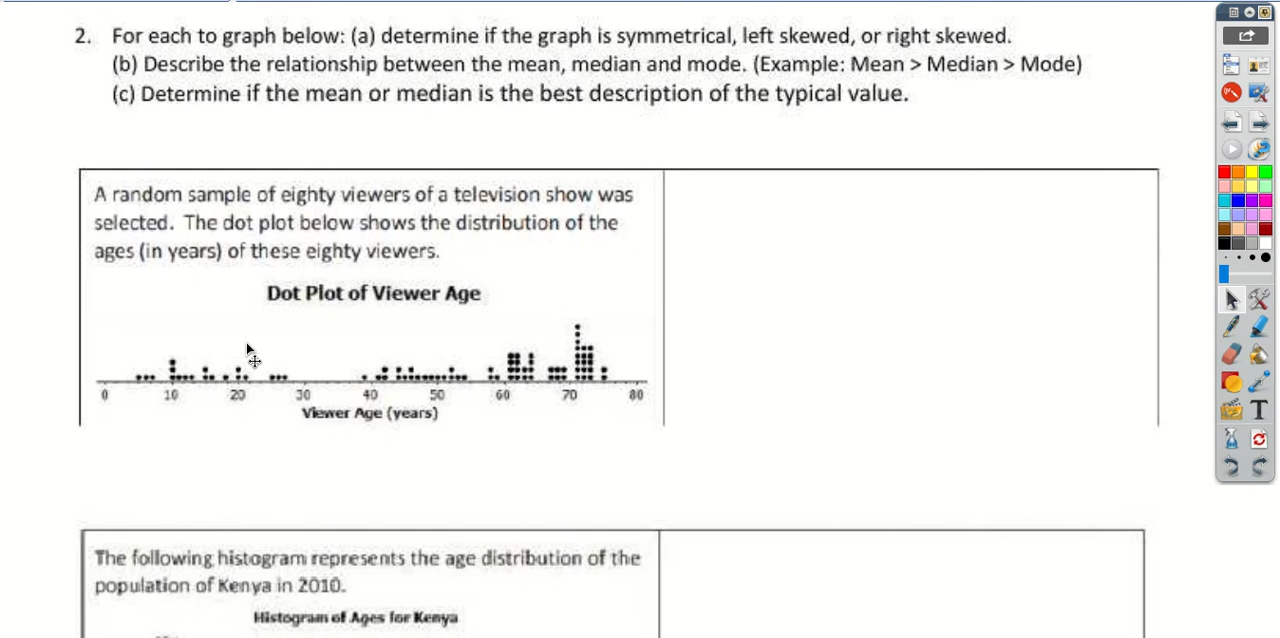 2. For each to graph below: (a) determine if the graph is symmetrical, left skewed, or right skewed.
(b) Describe the relationship between the mean, median and mode. (Example: Mean > Median > Mode)
(c) Determine if the mean or median is the best description of the typical value.
A random sample of eighty viewers of a television show was
selected. The dot plot below shows the distribution of the
ages (in years) of these eighty viewers.
Dot Plot of Viewer Age
0 10 20 30 40 50 60 70 80
Viewer Age (years)
The following histogram represents the age distribution of the
population of Kenya in 2010.
Histogram of Ages for Kenya
T